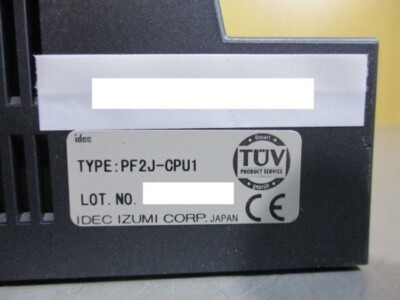 idec
TYPE:PF2J-CPU1
LOT.NO.
IDEC IZUMI CORP. JAPAN
TÜV
PRODUCT SERVICE
CE